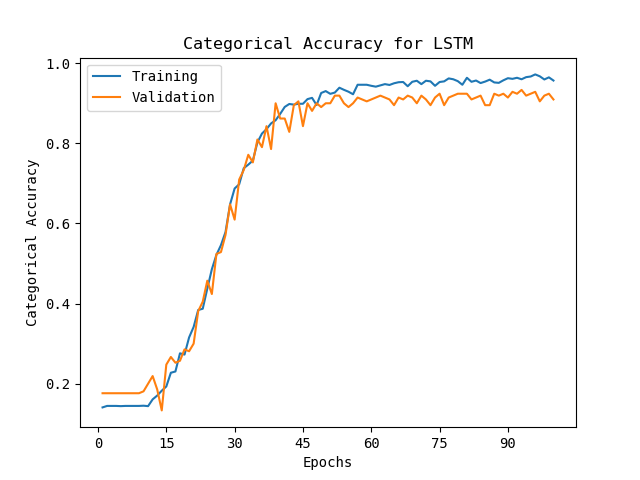 Categorical Accuracy for LSTM
Training
Validation
1.0
0.8
0.6
0.4
0.2
Categorical Accuracy
0 15 30 45 60 75 90
Epochs